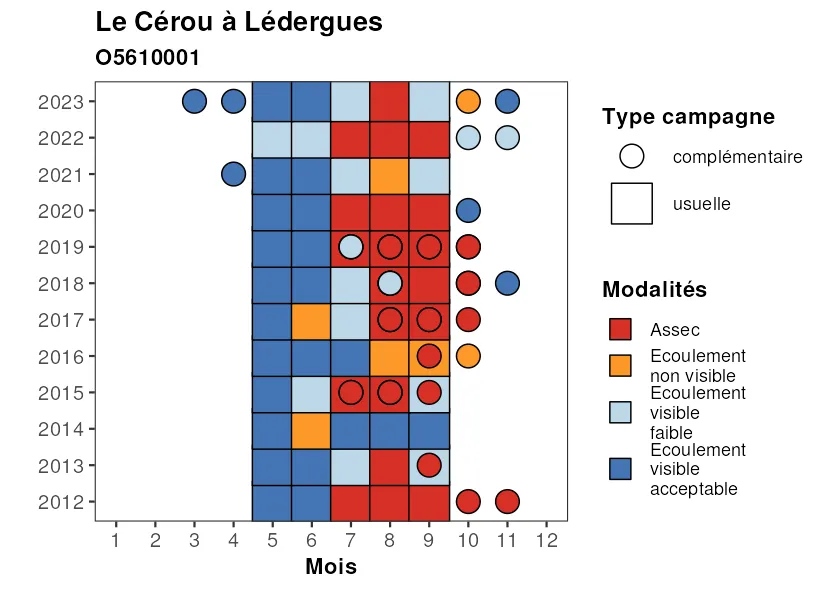 Le Cérou à Lédergues
O5610001
2023
2022
2021
2020
2019
2018
2017
2016
2015
2014
2013
2012
1 2 3 4 5 6 7 8 9 10 11 12
Mois
Type campagne
complémentaire
usuelle
Modalités
Assec
Ecoulement
non visible
Ecoulement
visible
faible
Ecoulement
visible
acceptable